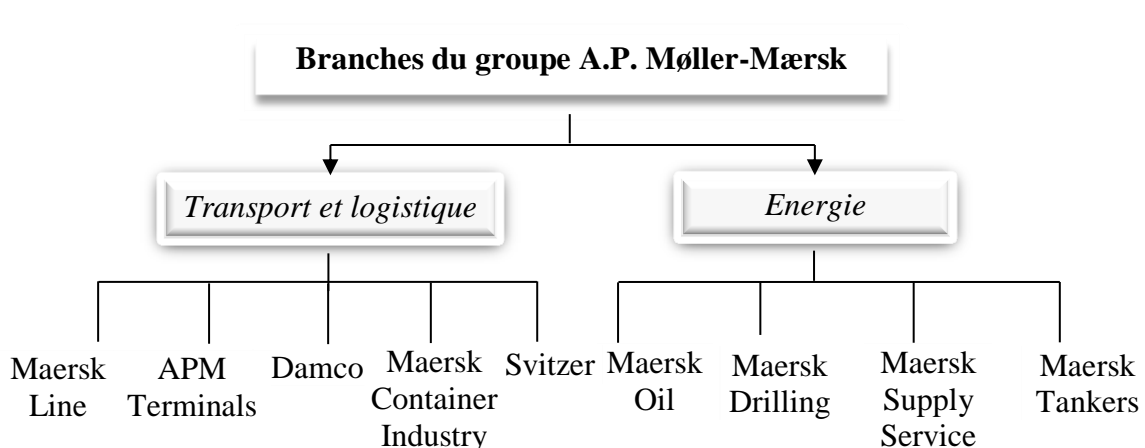 Branches du groupe A.P. Møller-Mærsk
Transport et logistique
Energie
Maersk
Line
APM
Terminals
Damco
Maersk
Container
Industry
Svitzer
Maersk
Oil
Maersk
Drilling
Maersk
Supply
Service
Maersk
Tankers